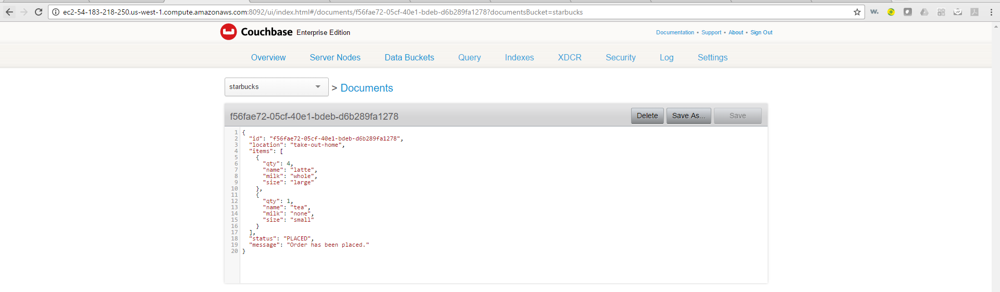 ec2-54-183-218-250.us-west-1.compute.amazonaws.com:8092/ui/index.html#/documents/f56fae72-05cf-40e1-bdeb-d6b289fa1278?documentsBucket=starbucks
w.
Couchbase Enterprise Edition
Documentation • Support • About • Sign Out
Overview Server Nodes Data Buckets Query Indexes XDCR Security Log Settings
starbucks > Documents
f56fae72-05cf-40e1-bdeb-d6b289fa1278
Delete Save As... Save
1 {
2 "id": "f56fae72-05cf-40e1-bdeb-d6b289fa1278",
3 "location": "take-out-home",
4 "items": [
5 {
6 "qty": 4,
7 "name": "latte",
8 "milk": "whole",
9 "size": "large"
10 },
11 {
12 "qty": 1,
13 "name": "tea",
14 "milk": "none",
15 "size": "small"
16 }
17 ],
18 "status": "PLACED",
19 "message": "Order has been placed."
20 }